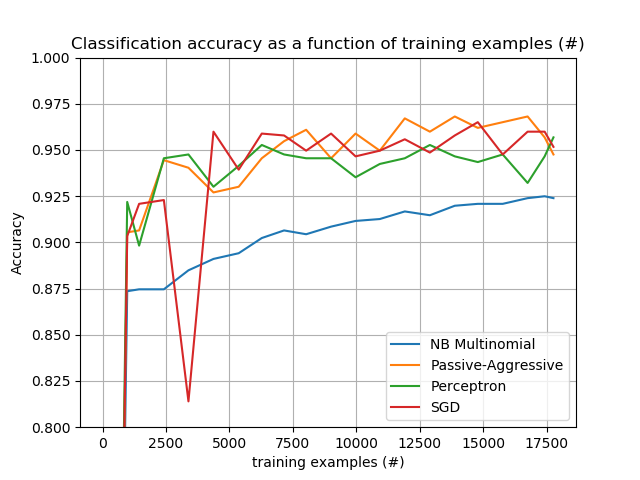 Classification accuracy as a function of training examples (#)
1.000
0.975
0.950
0.925
0.900
0.875
0.850
0.825
0.800
Accuracy
NB Multinomial
Passive-Aggressive
Perceptron
SGD
0 2500 5000 7500 10000 12500 15000 17500
training examples (#)